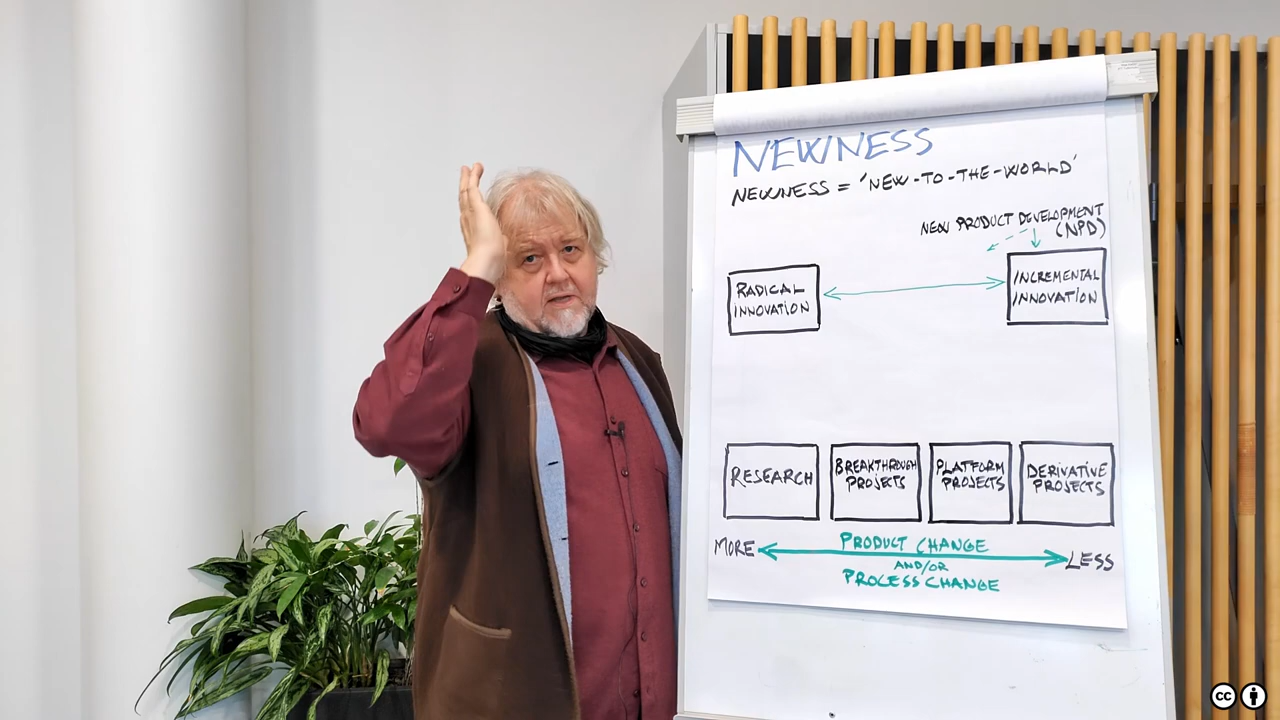 NEWNESS
NEWNESS = 'NEW-TO-THE-WORLD'
NEW PRODUCT DEVELOPMENT
(NPD)
RADICAL
INNOVATION
INCREMENTAL
INNOVATION
RESEARCH
BREAKTHROUGH
PROJECTS
PLATFORM
PROJECTS
DERIVATIVE
PROJECTS
MORE
PRODUCT CHANGE
AND/OR
PROCESS CHANGE
LESS
cc